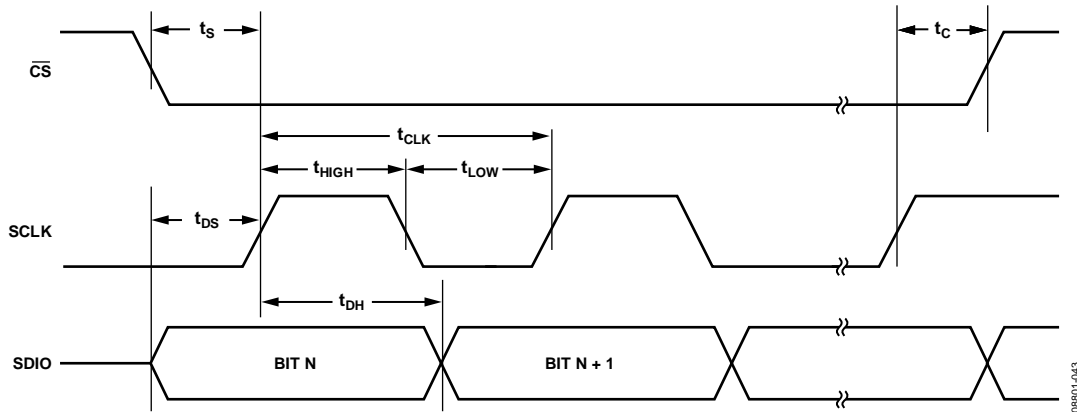 tS
tC
CS
tCLK
tHIGH
tLOW
tDS
SCLK
tDH
SDIO
BIT N
BIT N + 1
08801-043